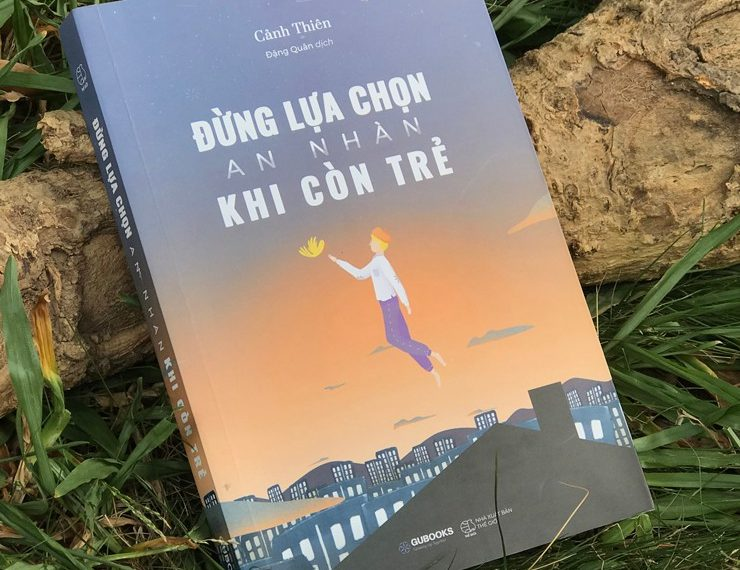 Cảnh Thiên
Đặng Quân dịch
ĐỪNG LỰA CHỌN
AN NHÀN
KHI CÒN TRẺ
ĐỪNG LỰA CHỌN AN NHÀN KHI CÒN TRẺ
GUBOOKS
NHÀ XUẤT BẢN
THẾ GIỚI